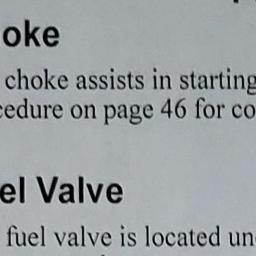 oke
choke assists in starting
cedure on page 46 for co
el Valve
fuel valve is located un